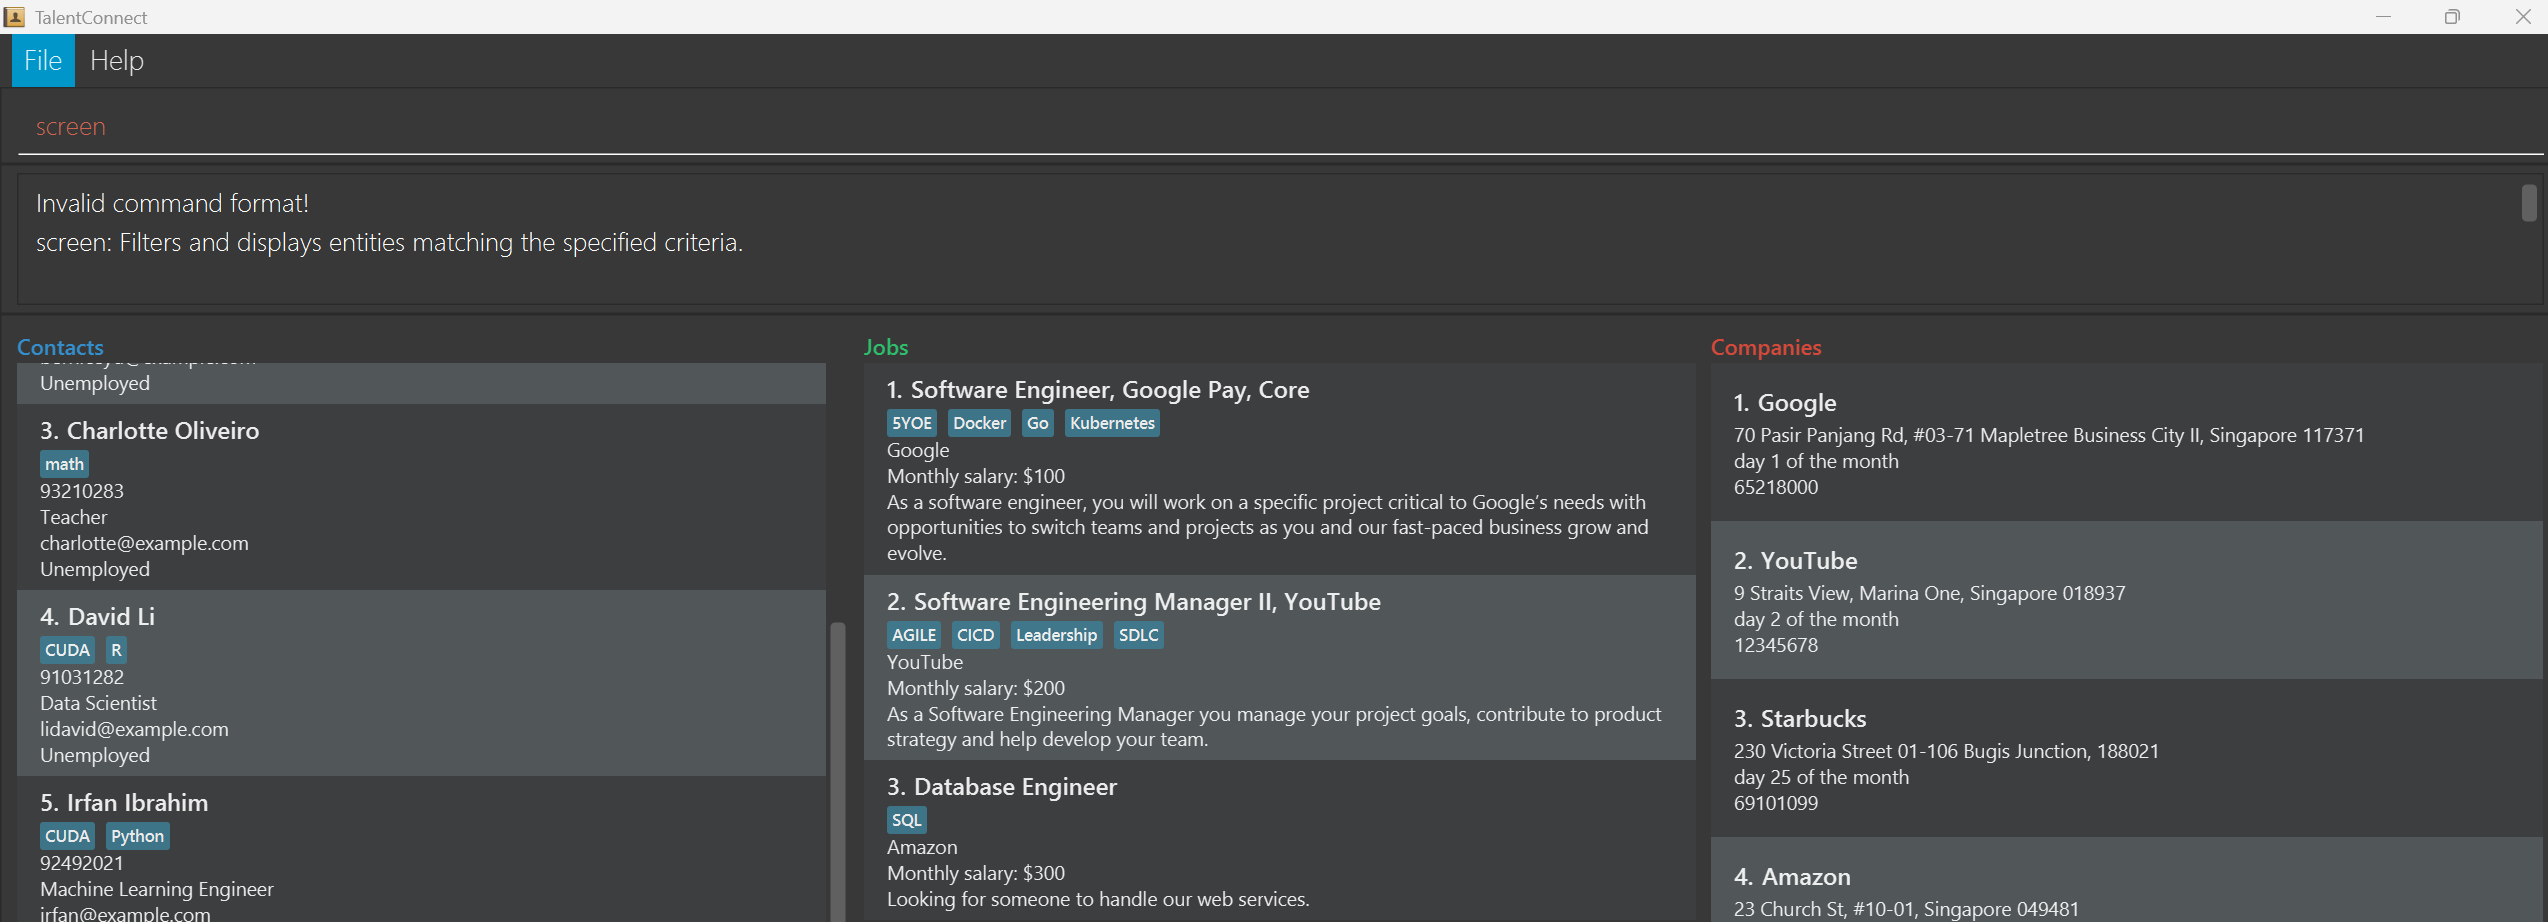 TalentConnect
File Help
screen
Invalid command format!
screen: Filters and displays entities matching the specified criteria.
Contacts
Unemployed
3. Charlotte Oliveiro
math
93210283
Teacher
charlotte@example.com
Unemployed
4. David Li
CUDA R
91031282
Data Scientist
lidavid@example.com
Unemployed
5. Irfan Ibrahim
CUDA Python
92492021
Machine Learning Engineer
irfan@example.com
Jobs
1. Software Engineer, Google Pay, Core
5YOE Docker Go Kubernetes
Google
Monthly salary: $100
As a software engineer, you will work on a specific project critical to Google's needs with
opportunities to switch teams and projects as you and our fast-paced business grow and
evolve.
2. Software Engineering Manager II, YouTube
AGILE CICD Leadership SDLC
YouTube
Monthly salary: $200
As a Software Engineering Manager you manage your project goals, contribute to product
strategy and help develop your team.
3. Database Engineer
SQL
Amazon
Monthly salary: $300
Looking for someone to handle our web services.
Companies
1. Google
70 Pasir Panjang Rd, #03-71 Mapletree Business City II, Singapore 117371
day 1 of the month
65218000
2. YouTube
9 Straits View, Marina One, Singapore 018937
day 2 of the month
12345678
3. Starbucks
230 Victoria Street 01-106 Bugis Junction, 188021
day 25 of the month
69101099
4. Amazon
23 Church St, #10-01, Singapore 049481